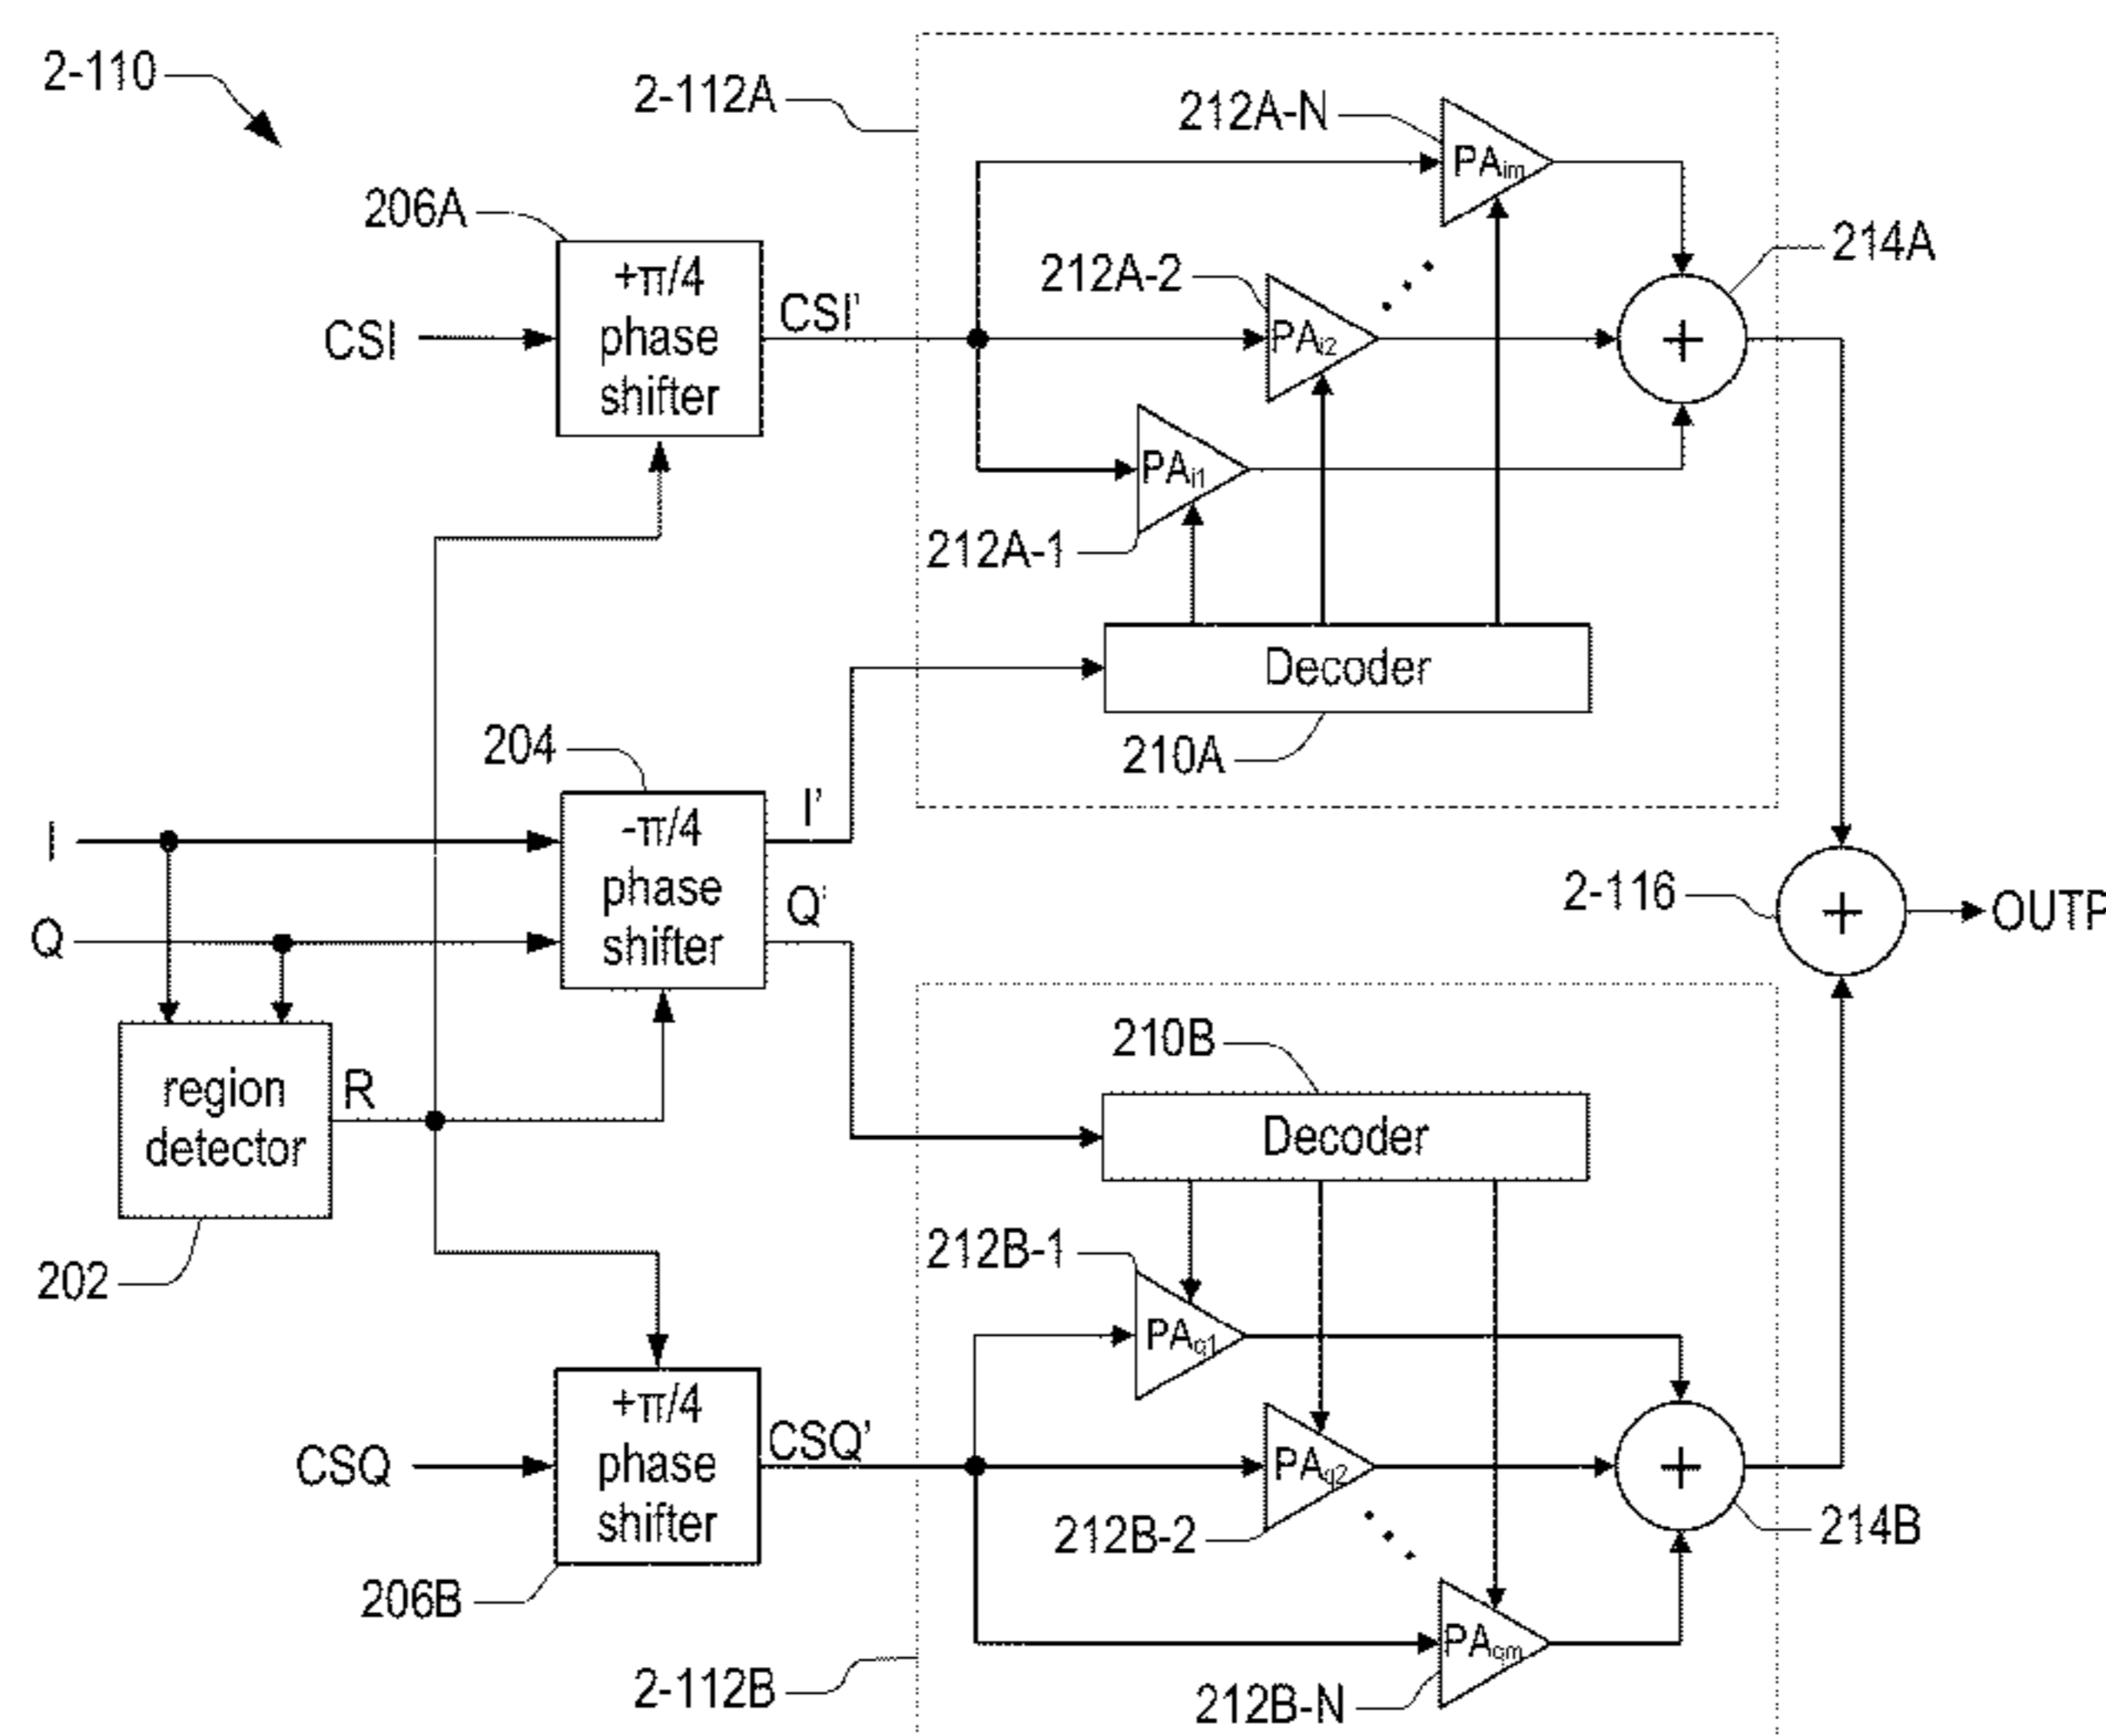 2-110
2-112A
212A-N
PAim
206A
214A
+π/4
phase
shifter
212A-2
CSI
CSI'
PAi2
+
PAi1
212A-1
Decoder
204
210A
I
-π/4
phase
shifter
I'
Q
Q'
2-116
+
OUTP
210B
region
detector
R
Decoder
202
212B-1
PAq1
+π/4
phase
shifter
CSQ
CSQ'
PAq2
+
212B-2
214B
206B
PAqm
2-112B
212B-N